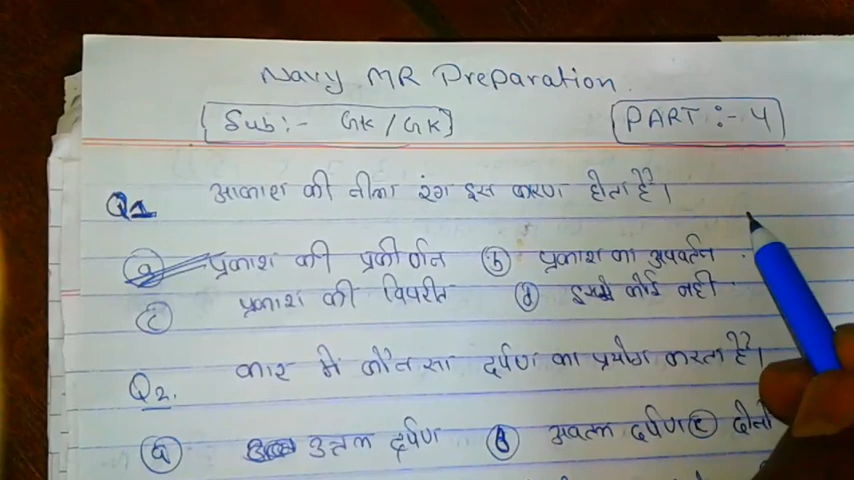 Navy MR Preparation.
Sub:- GK/GK PART:-4
Q1. आकाश की नीला रंग इस कारण होता है।
(a) प्रकाश की प्रकीर्णन (b) प्रकाश का अपवर्तन
(c) प्रकाश की विपरीत (d) इसमे कोई नही
Q2. कार में कौन सा दर्पण का प्रयोग करता है।
(a) उत्तल दर्पण (B) अवतल दर्पण (c) दोनो